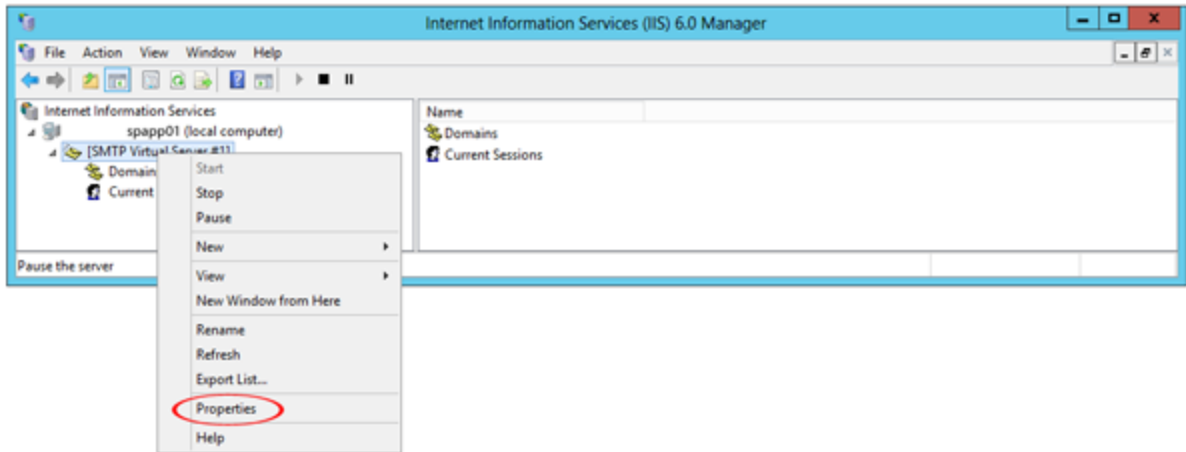 Internet Information Services (IIS) 6.0 Manager
File Action View Window Help
Internet Information Services
spapp01 (local computer)
[SMTP Virtual Server #1]
Domain
Current
Name
Domains
Current Sessions
Start
Stop
Pause
New
View
New Window from Here
Rename
Refresh
Export List...
Properties
Help
Pause the server